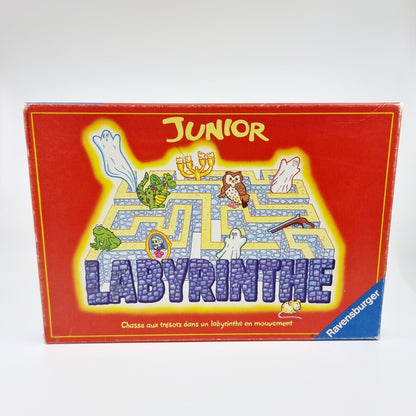 JUNIOR
LABYRINTHE
Chasse aux trésors dans un labyrinthe en mouvement
Ravensburger